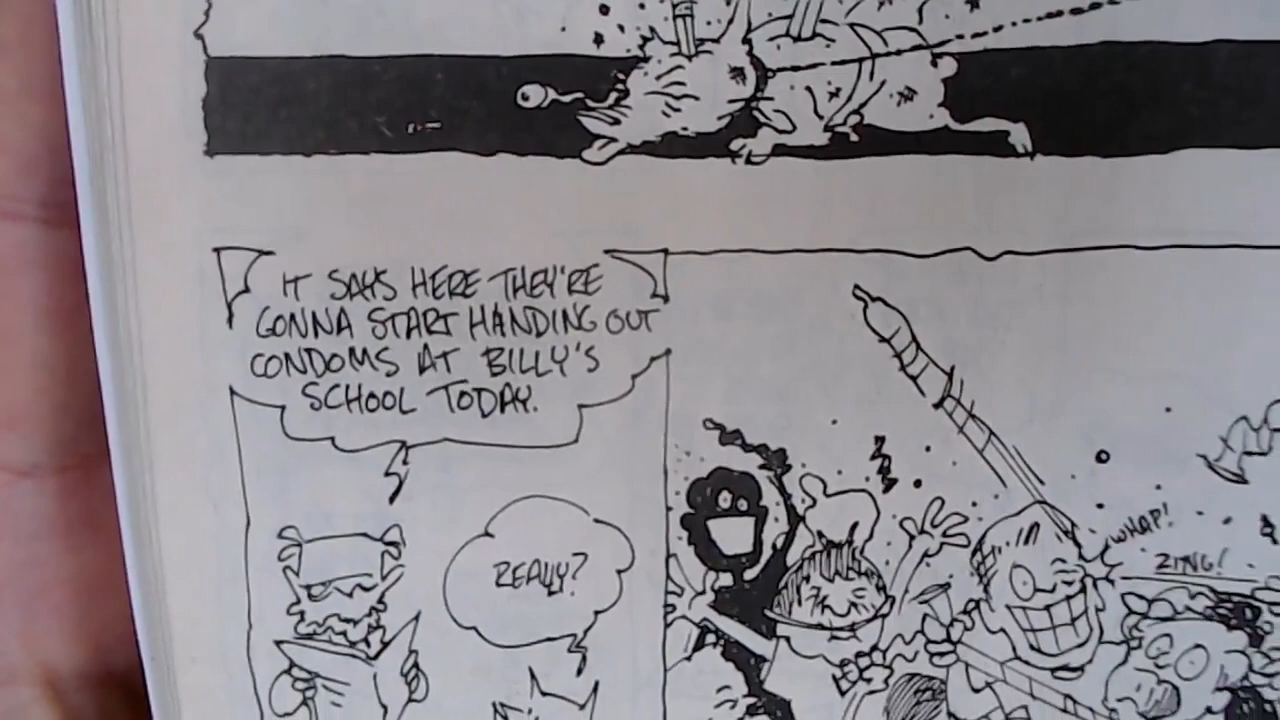 IT SAYS HERE THEY'RE
GONNA START HANDING OUT
CONDOMS AT BILLY'S
SCHOOL TODAY.
REALLY?
WHAP!
ZING!